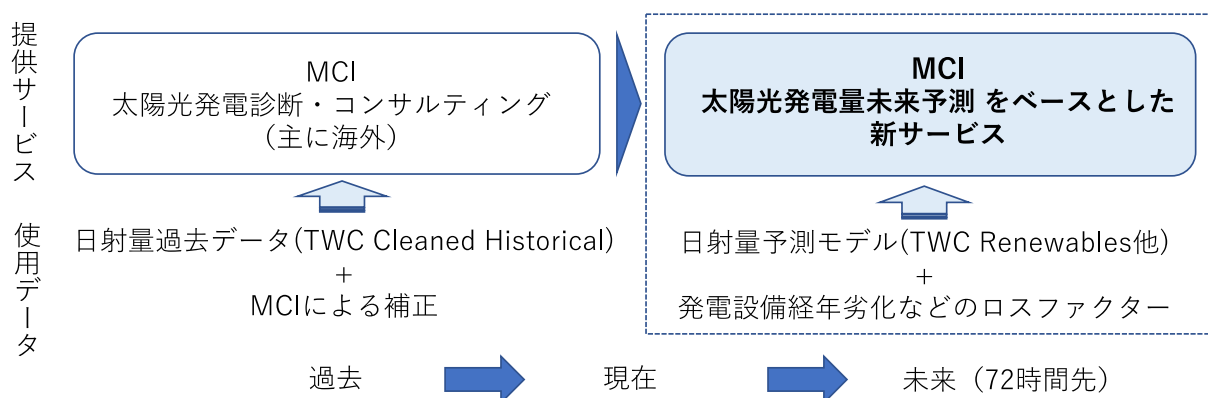 提供サービス
MCI
太陽光発電診断・コンサルティング
(主に海外)
MCI
太陽光発電量未来予測 をベースとした
新サービス
使用データ
日射量過去データ(TWC Cleaned Historical)
+
MCIによる補正
日射量予測モデル(TWC Renewables他)
+
発電設備経年劣化などのロスファクター
過去
現在
未来（72時間先）